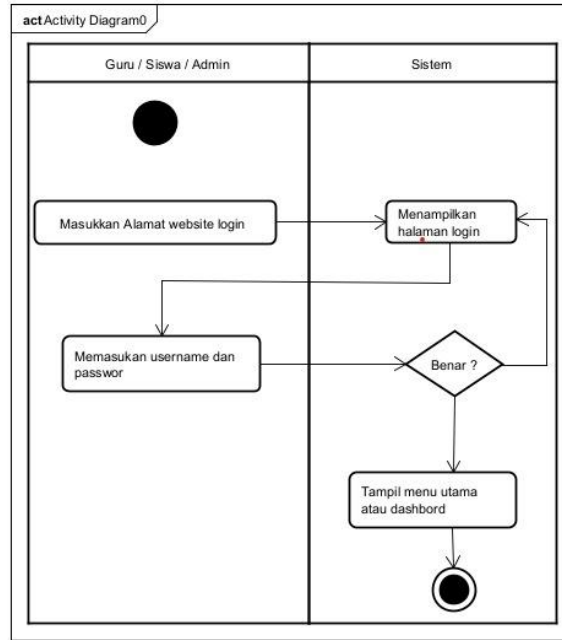 act Activity Diagram0
Guru / Siswa / Admin
Sistem
Masukkan Alamat website login
Menampilkan
halaman login
Memasukan username dan
passwor
Benar ?
Tampil menu utama
atau dashbord